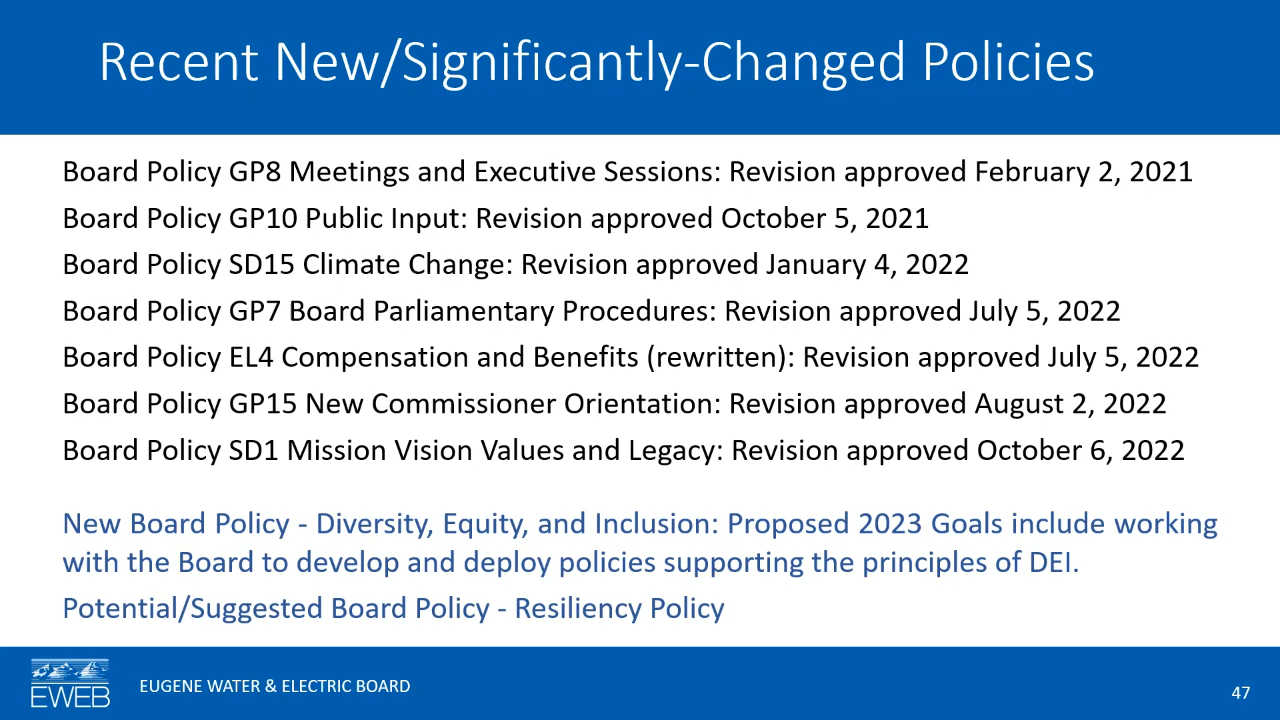 Recent New/Significantly-Changed Policies
Board Policy GP8 Meetings and Executive Sessions: Revision approved February 2, 2021
Board Policy GP10 Public Input: Revision approved October 5, 2021
Board Policy SD15 Climate Change: Revision approved January 4, 2022
Board Policy GP7 Board Parliamentary Procedures: Revision approved July 5, 2022
Board Policy EL4 Compensation and Benefits (rewritten): Revision approved July 5, 2022
Board Policy GP15 New Commissioner Orientation: Revision approved August 2, 2022
Board Policy SD1 Mission Vision Values and Legacy: Revision approved October 6, 2022
New Board Policy - Diversity, Equity, and Inclusion: Proposed 2023 Goals include working
with the Board to develop and deploy policies supporting the principles of DEI.
Potential/Suggested Board Policy - Resiliency Policy
EWEB
EUGENE WATER & ELECTRIC BOARD
47